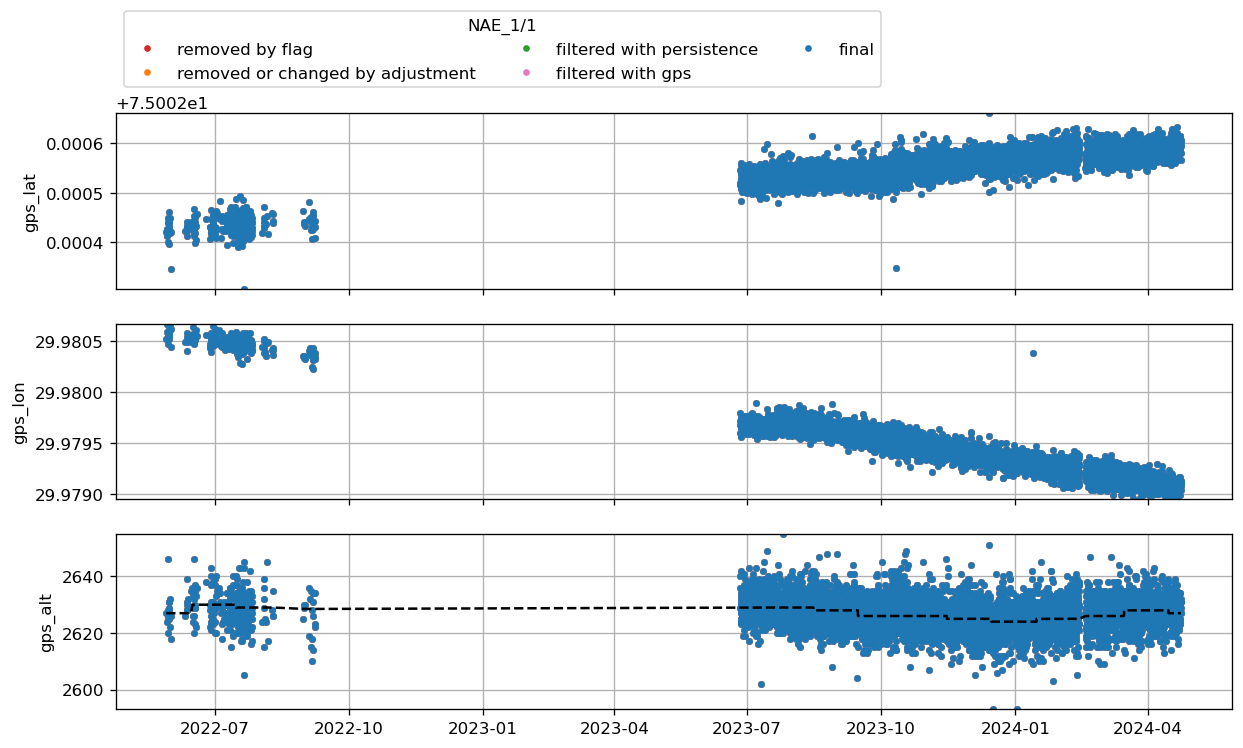 NAE_1/1
removed by flag
filtered with persistence
final
removed or changed by adjustment
filtered with gps
+7.5002e1
0.0006
0.0005
0.0004
gps_lat
29.9805
29.9800
29.9795
29.9790
gps_lon
2640
2620
2600
gps_alt
2022-07
2022-10
2023-01
2023-04
2023-07
2023-10
2024-01
2024-04